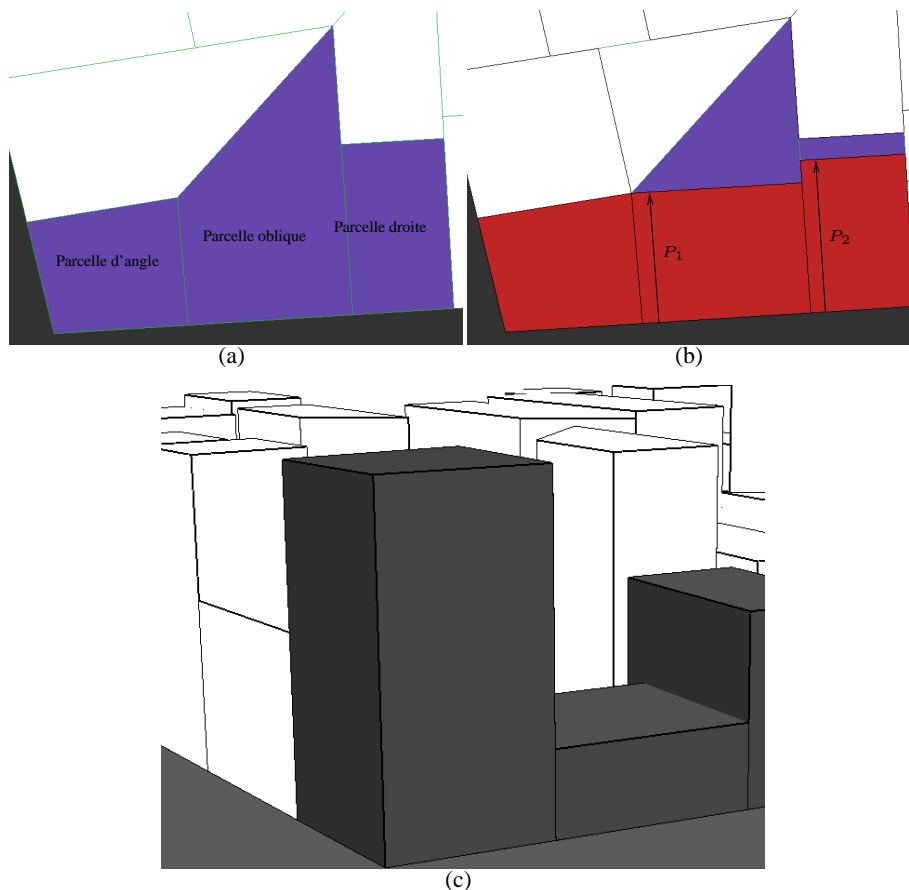 Parcelle d'angle
Parcelle oblique
Parcelle droite
(a)
P1
P2
(b)
(c)